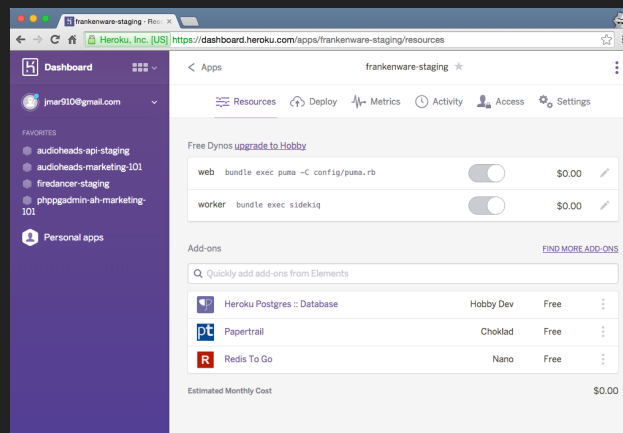 frankenware-staging · Reso
Heroku, Inc. [US] https://dashboard.heroku.com/apps/frankenware-staging/resources
Dashboard
Apps
frankenware-staging
jmar910@gmail.com
Resources Deploy Metrics Activity Access Settings
FAVORITES
audioheads-api-staging
audioheads-marketing-101
firedancer-staging
phppgadmin-ah-marketing-
101
Personal apps
Free Dynos upgrade to Hobby
web bundle exec puma -C config/puma.rb $0.00
worker bundle exec sidekiq $0.00
Add-ons FIND MORE ADD-ONS
Quickly add add-ons from Elements
Heroku Postgres :: Database Hobby Dev Free
pt Papertrail Choklad Free
R Redis To Go Nano Free
Estimated Monthly Cost $0.00